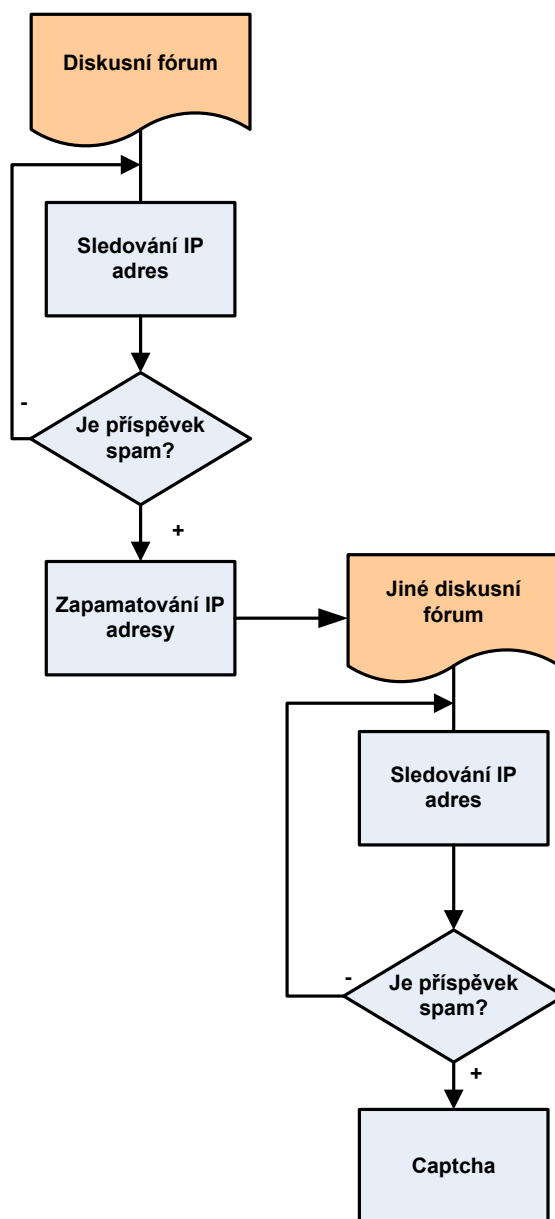 Diskusní fórum
Sledování IP
adres
-
Je příspěvek
spam?
+
Zapamatování IP
adresy
Jiné diskusní
fórum
Sledování IP
adres
-
Je příspěvek
spam?
+
Captcha